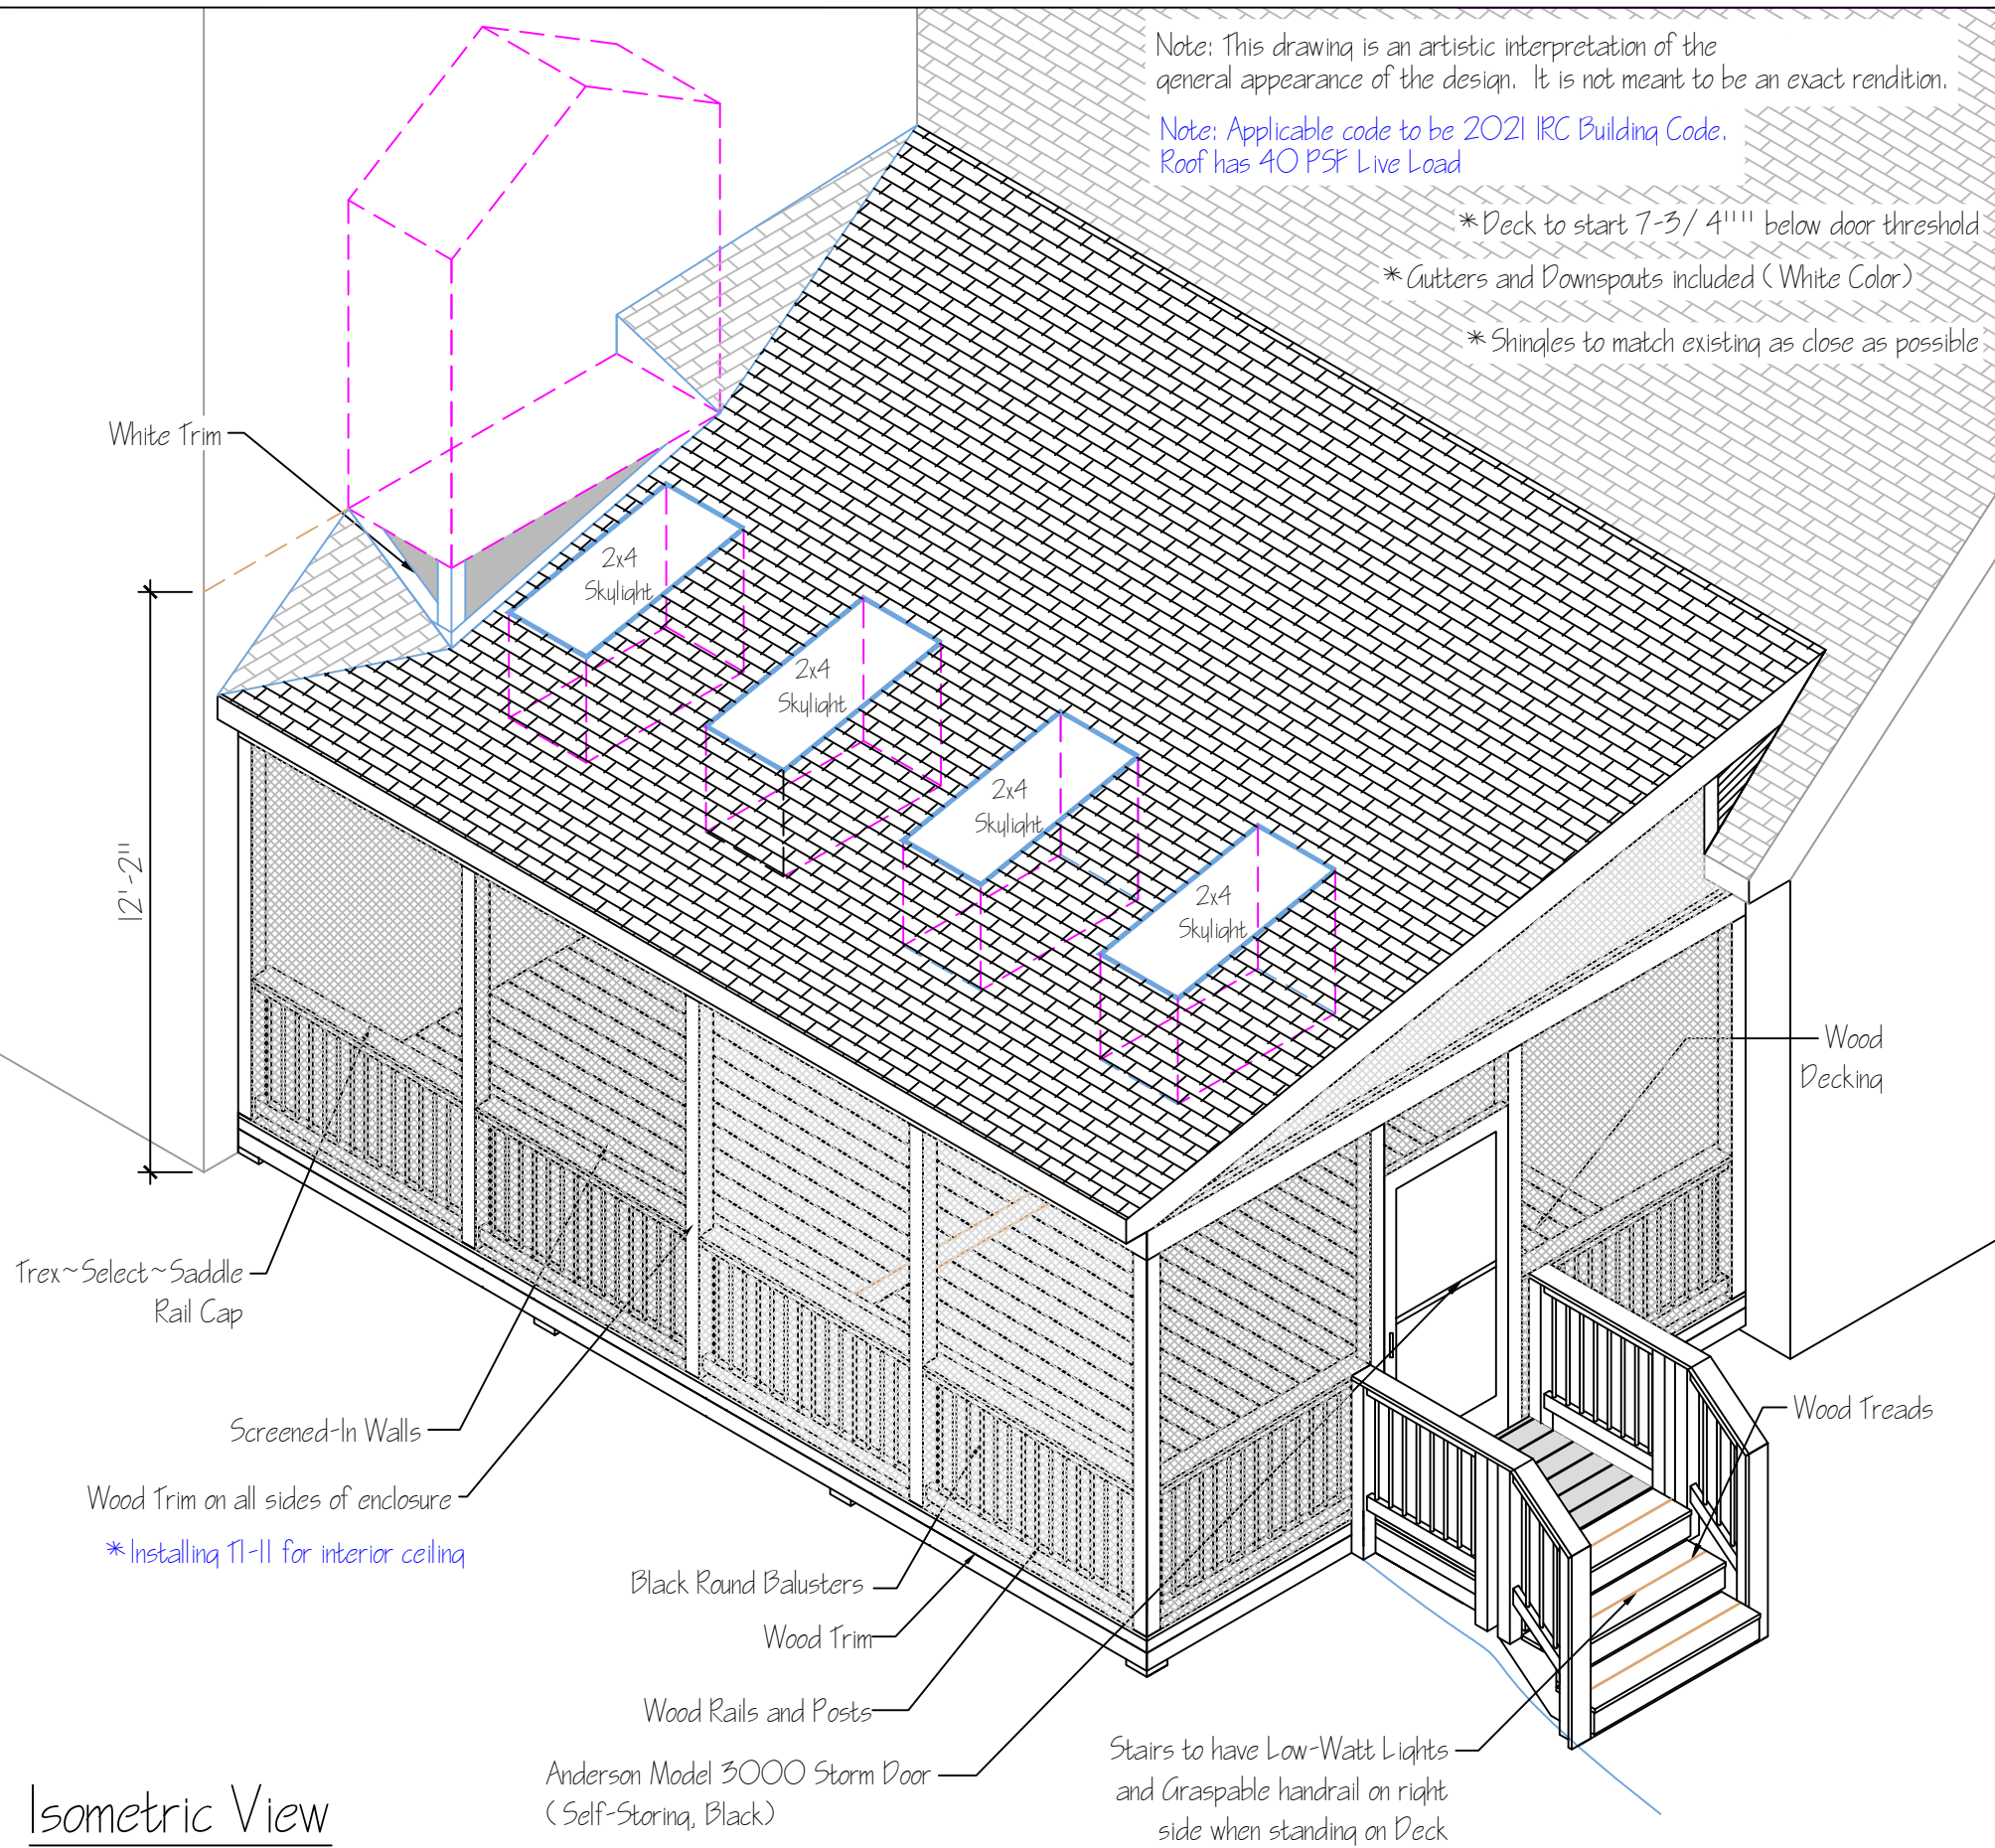 Note: This drawing is an artistic interpretation of the
general appearance of the design. It is not meant to be an exact rendition.
Note: Applicable code to be 2021 IRC Building Code.
Roof has 40 PSF Live Load
* Deck to start 7-3/ 4"" below door threshold
* Gutters and Downspouts included ( White Color)
* Shingles to match existing as close as possible
White Trim
2x4
Skylight
2x4
Skylight
2x4
Skylight
2x4
Skylight
12'-2"
Wood
Decking
Trex~Select~Saddle
Rail Cap
Wood Treads
Screened-In Walls
Wood Trim on all sides of enclosure
* Installing T1-11 for interior ceiling
Black Round Balusters
Wood Trim
Wood Rails and Posts
Anderson Model 3000 Storm Door
( Self-Storing, Black)
Stairs to have Low-Watt Lights
and Graspable handrail on right
side when standing on Deck
Isometric View